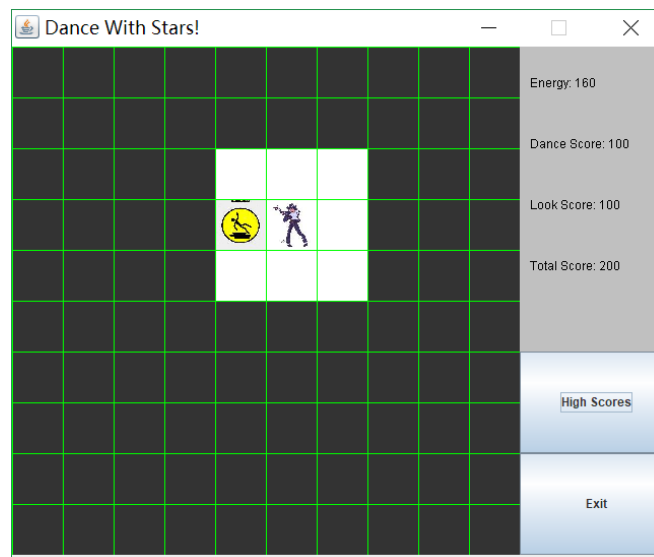 Dance With Stars!
Energy: 160
Dance Score: 100
Look Score: 100
Total Score: 200
High Scores
Exit